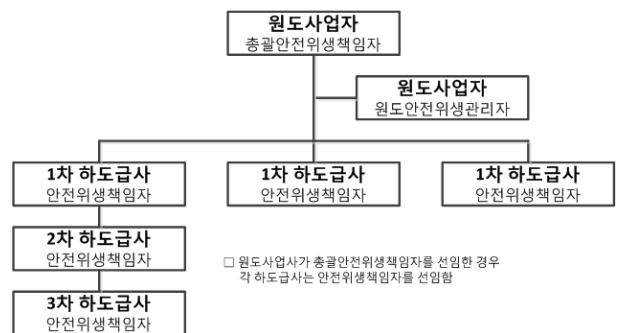 원도사업자
총괄안전위생책임자
원도사업자
원도안전위생관리자
1차 하도급사
안전위생책임자
1차 하도급사
안전위생책임자
1차 하도급사
안전위생책임자
2차 하도급사
안전위생책임자
□ 원도사업사가 총괄안전위생책임자를 선임한 경우
각 하도급사는 안전위생책임자를 선임함
3차 하도급사
안전위생책임자